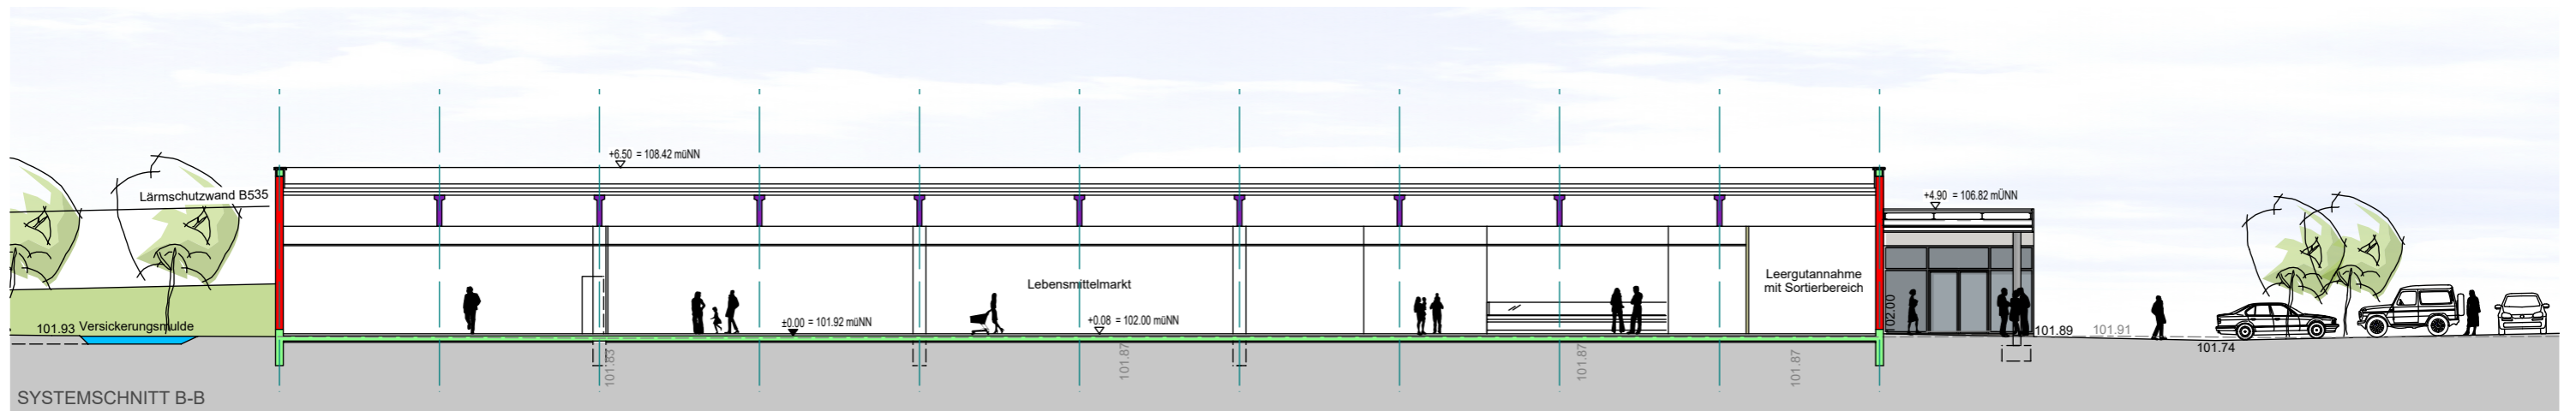 +6.50 = 108.42 müNN
Lärmschutzwand B535
+4.90 = 106.82 mÜNN
Lebensmittelmarkt
Leergutannahme
mit Sortierbereich
101.93 Versickerungsmulde
±0.00 = 101.92 müNN
+0.08 = 102.00 müNN
102.00
101.89
101.91
101.74
101.83
101.87
101.87
101.87
SYSTEMSCHNITT B-B